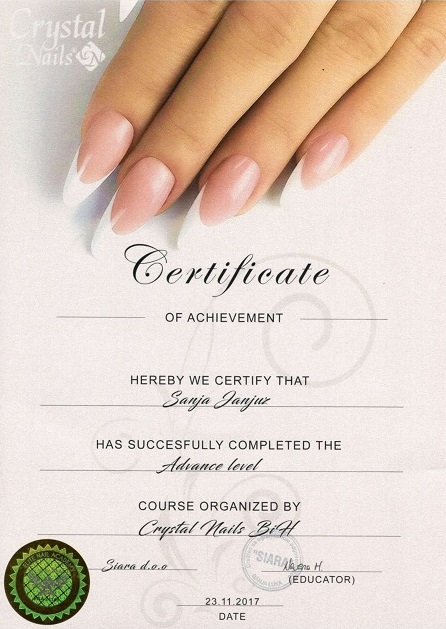 Crystal
Nails
Certificate
OF ACHIEVEMENT
HEREBY WE CERTIFY THAT
Sanja Janjuz
HAS SUCCESFULLY COMPLETED THE
Advance level
COURSE ORGANIZED BY
Crystal Nails BiH
Siara d.o.o
"SIARA"
(EDUCATOR)
23.11.2017
DATE